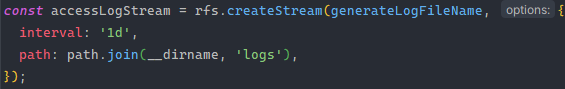 const accessLogStream = rfs.createStream(generateLogFileName, options: {
  interval: '1d',
  path: path.join(__dirname, 'logs'),
});